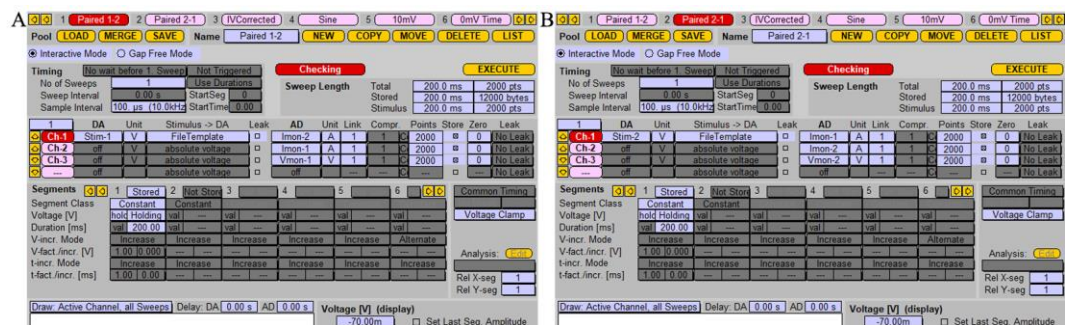 A
1 Paired 1-2 2 Paired 2-1 3 IVCorrected 4 Sine 5 10mV 6 0mV Time
Pool LOAD MERGE SAVE Name Paired 1-2 NEW COPY MOVE DELETE LIST
Interactive Mode Gap Free Mode
Timing No wait before 1. Sweep Not Triggered Checking EXECUTE
No of Sweeps 1 Use Durations Sweep Length Total 200.0 ms 2000 pts
Sweep Interval 0.00 s StartSeg 0 Stored 200.0 ms 12000 bytes
Sample Interval 100. µs (10.0kHz StartTime 0.00 Stimulus 200.0 ms 2000 pts
1 DA Unit Stimulus -> DA Leak AD Unit Link Compr. Points Store Zero Leak
Ch-1 Stim-1 V FileTemplate Imon-2 A 1 1 C 2000 0 No Leak
Ch-2 off V absolute voltage Imon-1 A 1 1 C 2000 0 No Leak
Ch-3 off V absolute voltage Vmon-1 V 1 1 C 2000 0 No Leak
--- off V absolute voltage off --- --- No Leak
Segments 1 Stored 2 Not Store 3 4 5 6 Common Timing
Segment Class Constant Constant
Voltage [V] hold Holding val --- val --- val --- val --- val --- Voltage Clamp
Duration [ms] val 200.00 val --- val --- val --- val --- val ---
V-incr. Mode Increase Increase Increase Increase Increase Alternate
V-fact./incr. [V] 1.00 0.000 Analysis: Edit
t-incr. Mode Increase Increase Increase Increase Increase Increase
t-fact./incr. [ms] 1.00 0.00 Rel X-seg 1
Rel Y-seg 1
Draw: Active Channel, all Sweeps Delay: DA 0.00 s AD 0.00 s Voltage [V] (display)
-70.00m Set Last Seg. Amplitude
B
1 Paired 1-2 2 Paired 2-1 3 IVCorrected 4 Sine 5 10mV 6 0mV Time
Pool LOAD MERGE SAVE Name Paired 2-1 NEW COPY MOVE DELETE LIST
Interactive Mode Gap Free Mode
Timing No wait before 1. Sweep Not Triggered Checking EXECUTE
No of Sweeps 1 Use Durations Sweep Length Total 200.0 ms 2000 pts
Sweep Interval 0.00 s StartSeg 0 Stored 200.0 ms 12000 bytes
Sample Interval 100. µs (10.0kHz StartTime 0.00 Stimulus 200.0 ms 2000 pts
1 DA Unit Stimulus -> DA Leak AD Unit Link Compr. Points Store Zero Leak
Ch-1 Stim-2 V FileTemplate Imon-1 A 1 1 C 2000 0 No Leak
Ch-2 off V absolute voltage Imon-2 A 1 1 C 2000 0 No Leak
Ch-3 off V absolute voltage Vmon-2 V 1 1 C 2000 0 No Leak
--- off V absolute voltage off --- --- No Leak
Segments 1 Stored 2 Not Store 3 4 5 6 Common Timing
Segment Class Constant Constant
Voltage [V] hold Holding val --- val --- val --- val --- val --- Voltage Clamp
Duration [ms] val 200.00 val --- val --- val --- val --- val ---
V-incr. Mode Increase Increase Increase Increase Increase Alternate
V-fact./incr. [V] 1.00 0.000 Analysis: Edit
t-incr. Mode Increase Increase Increase Increase Increase Increase
t-fact./incr. [ms] 1.00 0.00 Rel X-seg 1
Rel Y-seg 1
Draw: Active Channel, all Sweeps Delay: DA 0.00 s AD 0.00 s Voltage [V] (display)
-70.00m Set Last Seg. Amplitude